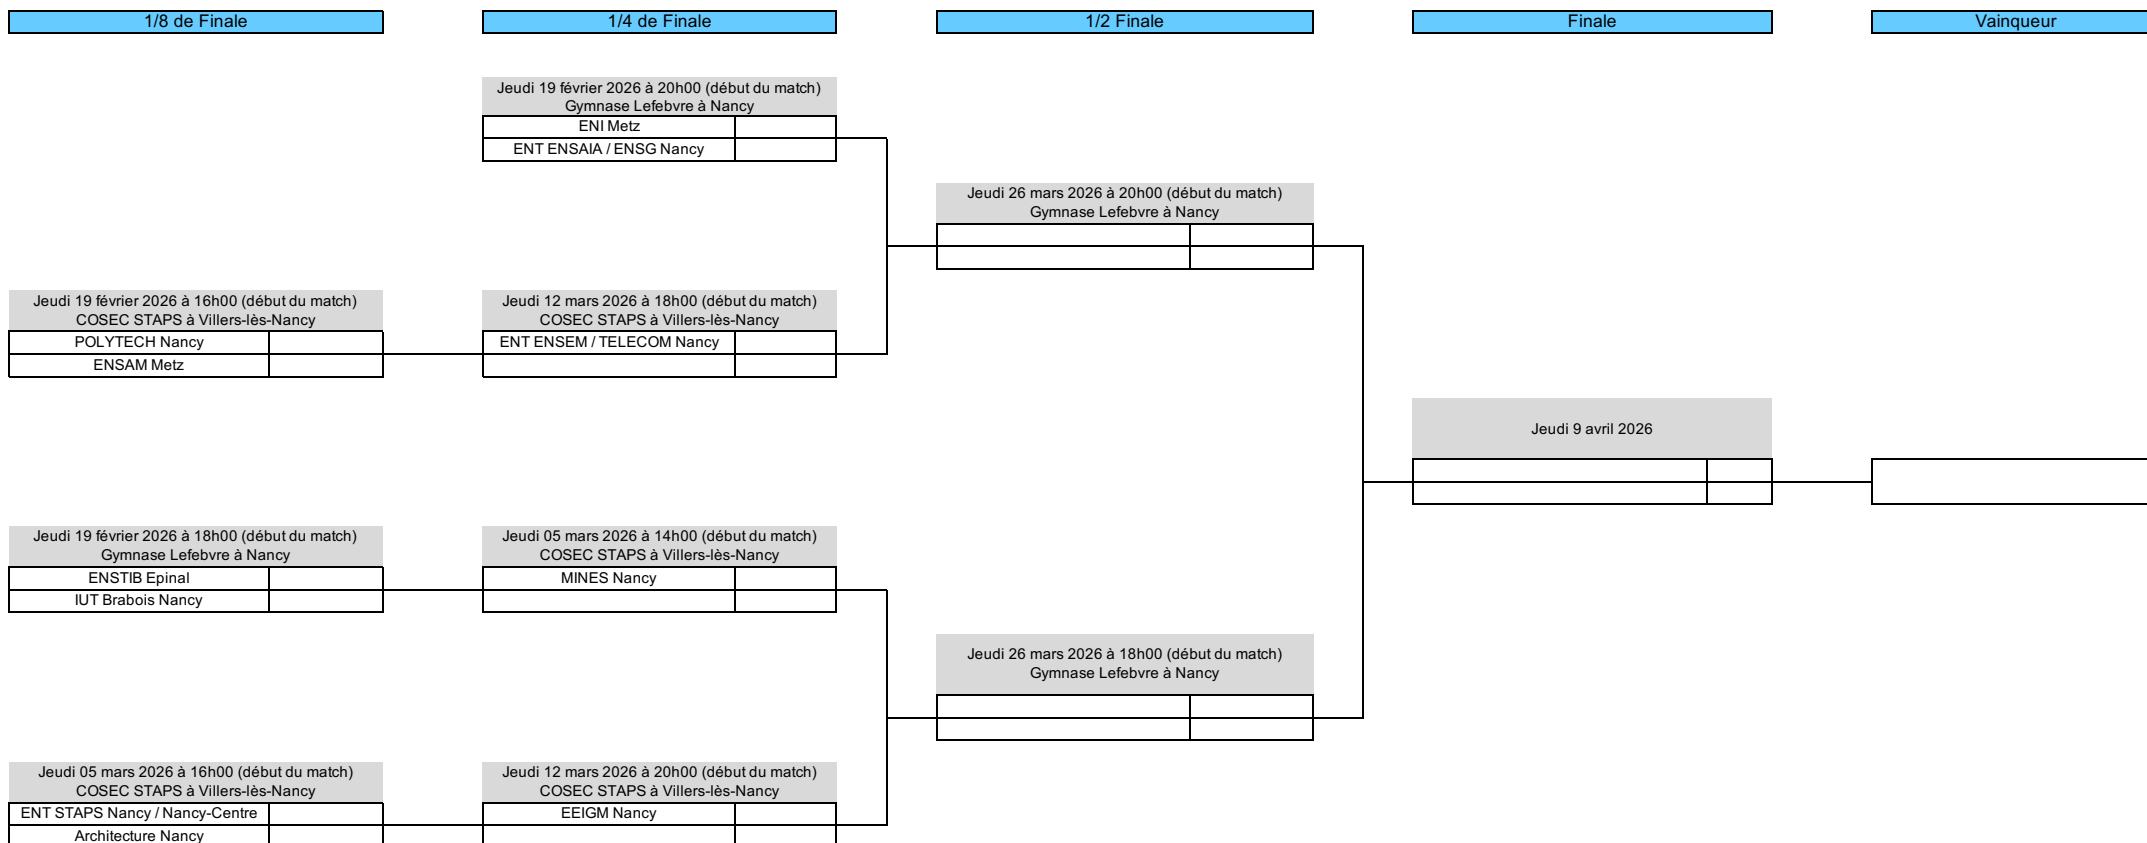 1/8 de Finale
1/4 de Finale
1/2 Finale
Finale
Vainqueur
Jeudi 19 février 2026 à 20h00 (début du match)
Gymnase Lefebvre à Nancy
ENI Metz
ENT ENSAIA / ENSG Nancy
Jeudi 26 mars 2026 à 20h00 (début du match)
Gymnase Lefebvre à Nancy
Jeudi 19 février 2026 à 16h00 (début du match)
COSEC STAPS à Villers-lès-Nancy
POLYTECH Nancy
ENSAM Metz
Jeudi 12 mars 2026 à 18h00 (début du match)
COSEC STAPS à Villers-lès-Nancy
ENT ENSEM / TELECOM Nancy
Jeudi 9 avril 2026
Jeudi 19 février 2026 à 18h00 (début du match)
Gymnase Lefebvre à Nancy
ENSTIB Epinal
IUT Brabois Nancy
Jeudi 05 mars 2026 à 14h00 (début du match)
COSEC STAPS à Villers-lès-Nancy
MINES Nancy
Jeudi 26 mars 2026 à 18h00 (début du match)
Gymnase Lefebvre à Nancy
Jeudi 05 mars 2026 à 16h00 (début du match)
COSEC STAPS à Villers-lès-Nancy
ENT STAPS Nancy / Nancy-Centre
Architecture Nancy
Jeudi 12 mars 2026 à 20h00 (début du match)
COSEC STAPS à Villers-lès-Nancy
EEIGM Nancy